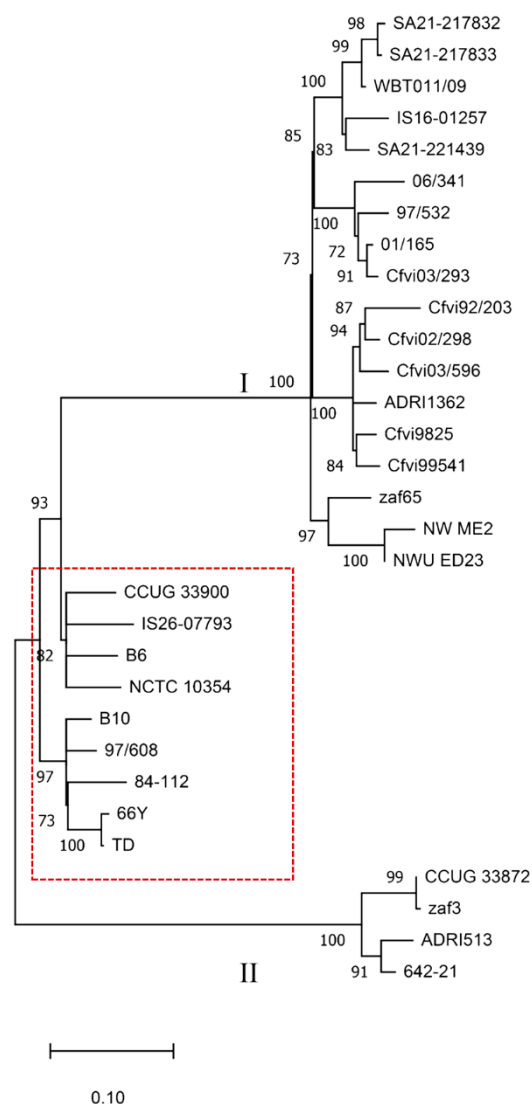 98
SA21-217832
99
SA21-217833
100
WBT011/09
IS16-01257
85
83
SA21-221439
06/341
100
97/532
73
72
01/165
91
Cfvi03/293
87
Cfvi92/203
94
Cfvi02/298
Cfvi03/596
I
100
100
ADRI1362
Cfvi9825
84
Cfvi99541
zaf65
93
97
NW ME2
100
NWU ED23
CCUG 33900
IS26-07793
82
B6
NCTC 10354
B10
97/608
97
84-112
73
66Y
100
TD
99
CCUG 33872
zaf3
100
ADRI513
II
91
642-21
0.10